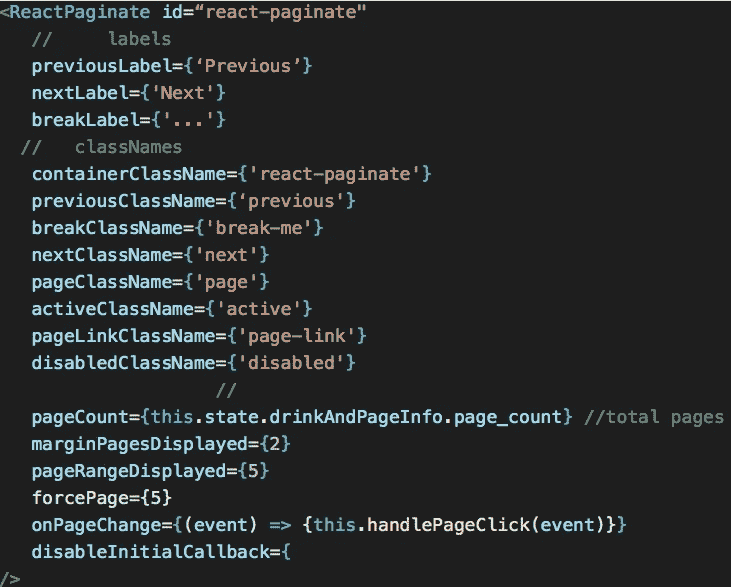 <ReactPaginate id=“react-paginate"
// labels
previousLabel={‘Previous’}
nextLabel={'Next'}
breakLabel={'...'}
// classNames
containerClassName={'react-paginate'}
previousClassName={‘previous'}
breakClassName={'break-me'}
nextClassName={'next'}
pageClassName={'page'}
activeClassName={'active'}
pageLinkClassName={'page-link'}
disabledClassName={'disabled'}
//
pageCount={this.state.drinkAndPageInfo.page_count} //total pages
marginPagesDisplayed={2}
pageRangeDisplayed={5}
forcePage={5}
onPageChange={(event) => {this.handlePageClick(event)}}
disableInitialCallback={
/>